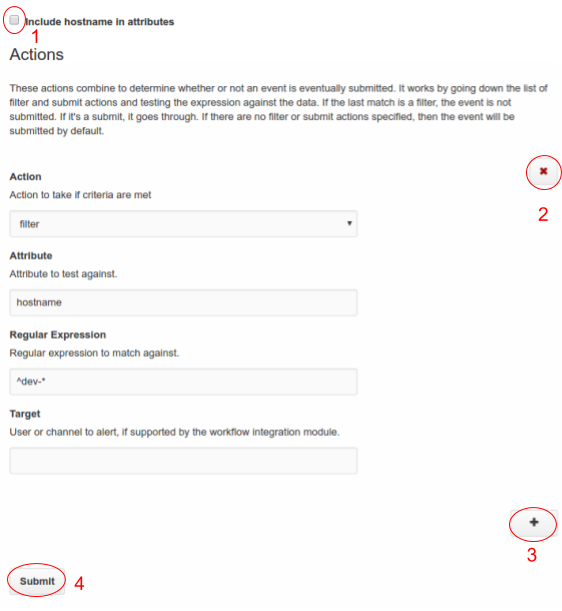 Include hostname in attributes
1
Actions
These actions combine to determine whether or not an event is eventually submitted. It works by going down the list of
filter and submit actions and testing the expression against the data. If the last match is a filter, the event is not
submitted. If it's a submit, it goes through. If there are no filter or submit actions specified, then the event will be
submitted by default.
Action
Action to take if criteria are met
2
filter
Attribute
Attribute to test against.
hostname
Regular Expression
Regular expression to match against.
^dev-*
Target
User or channel to alert, if supported by the workflow integration module.
3
Submit 4